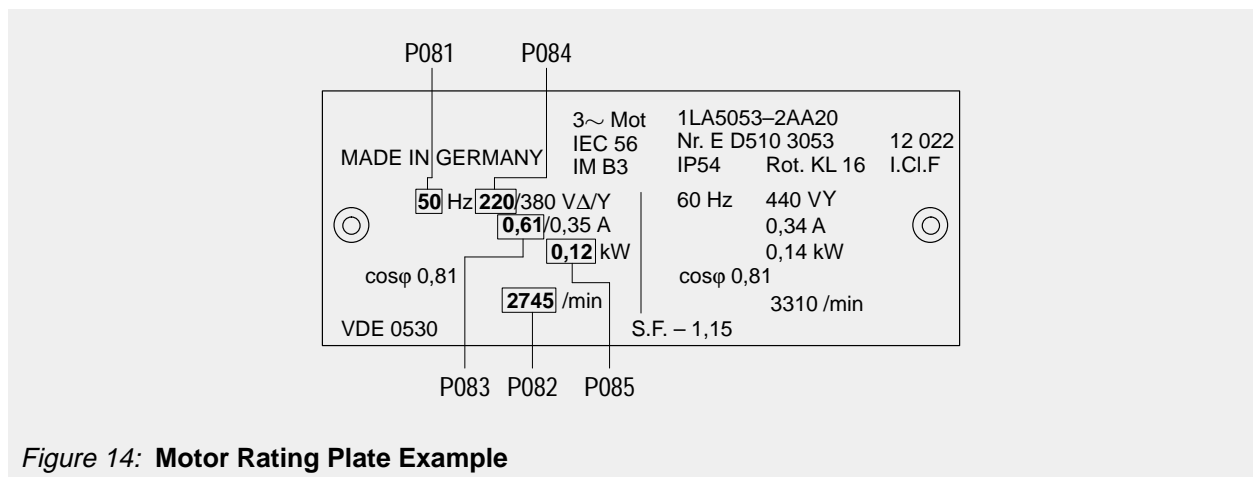 P081 P084
3∼ Mot 1LA5053–2AA20
IEC 56 Nr. E D510 3053 12 022
MADE IN GERMANY IM B3 IP54 Rot. KL 16 I.Cl.F
50 Hz 220/380 VΔ/Y 60 Hz 440 VY
0,61/0,35 A 0,34 A
0,12 kW 0,14 kW
cosφ 0,81 cosφ 0,81
2745 /min 3310 /min
VDE 0530 S.F. – 1,15
P083 P082 P085
Figure 14: Motor Rating Plate Example